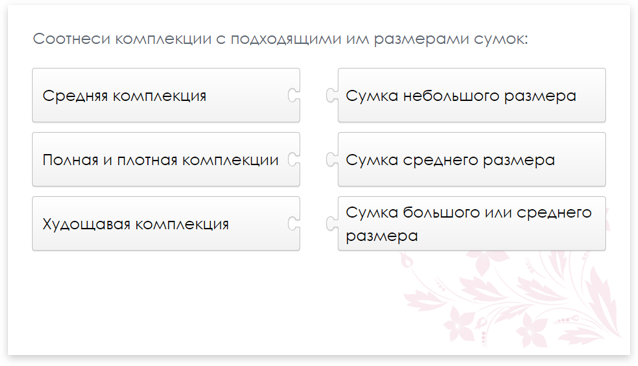 Соотнеси комплекции с подходящими им размерами сумок:
Средняя комплекция
Сумка небольшого размера
Полная и плотная комплекции
Сумка среднего размера
Худощавая комплекция
Сумка большого или среднего
размера